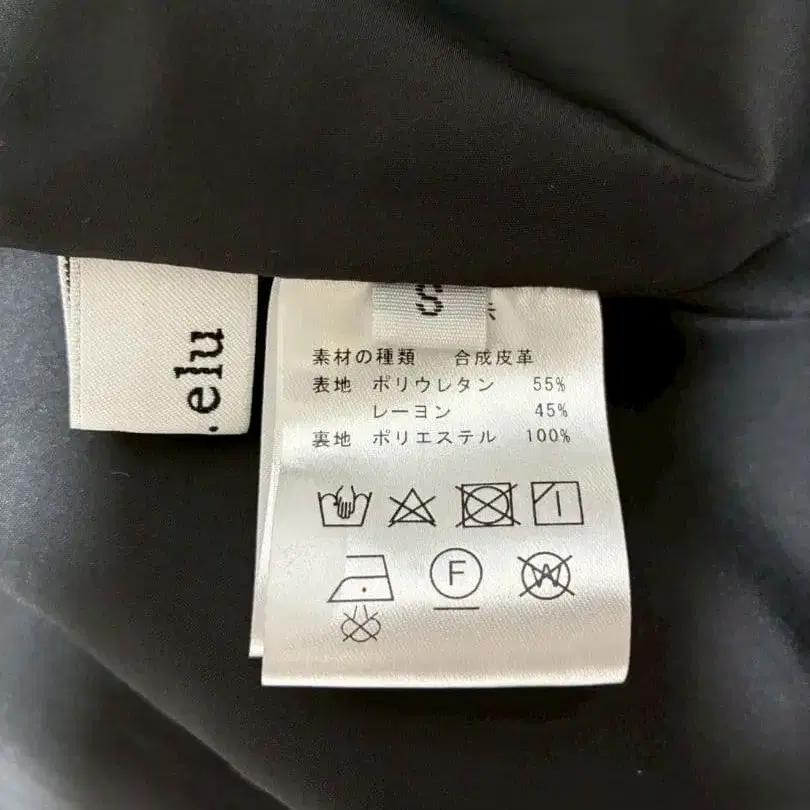 .elu
S
素材の種類 合成皮革
表地 ポリウレタン 55%
レーヨン 45%
裏地 ポリエステル 100%
F
W